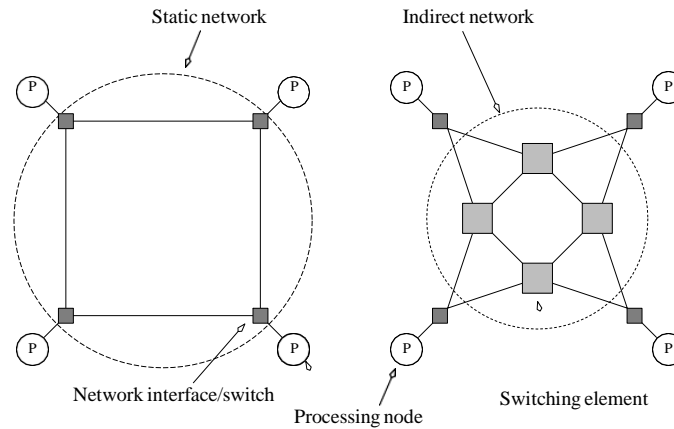 Static network
Indirect network
P
P
P
P
P
P
P
P
Network interface/switch
Processing node
Switching element